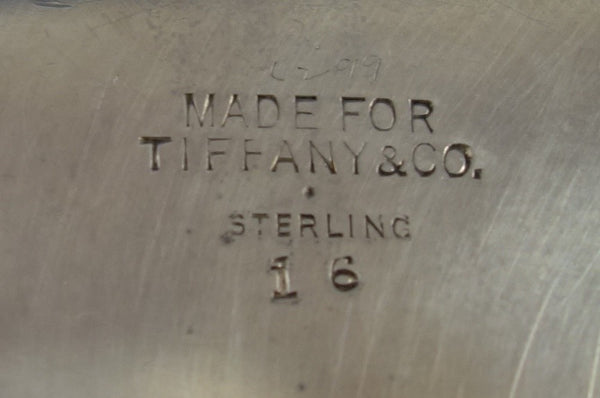 MADE FOR
TIFFANY & CO.
STERLING
16